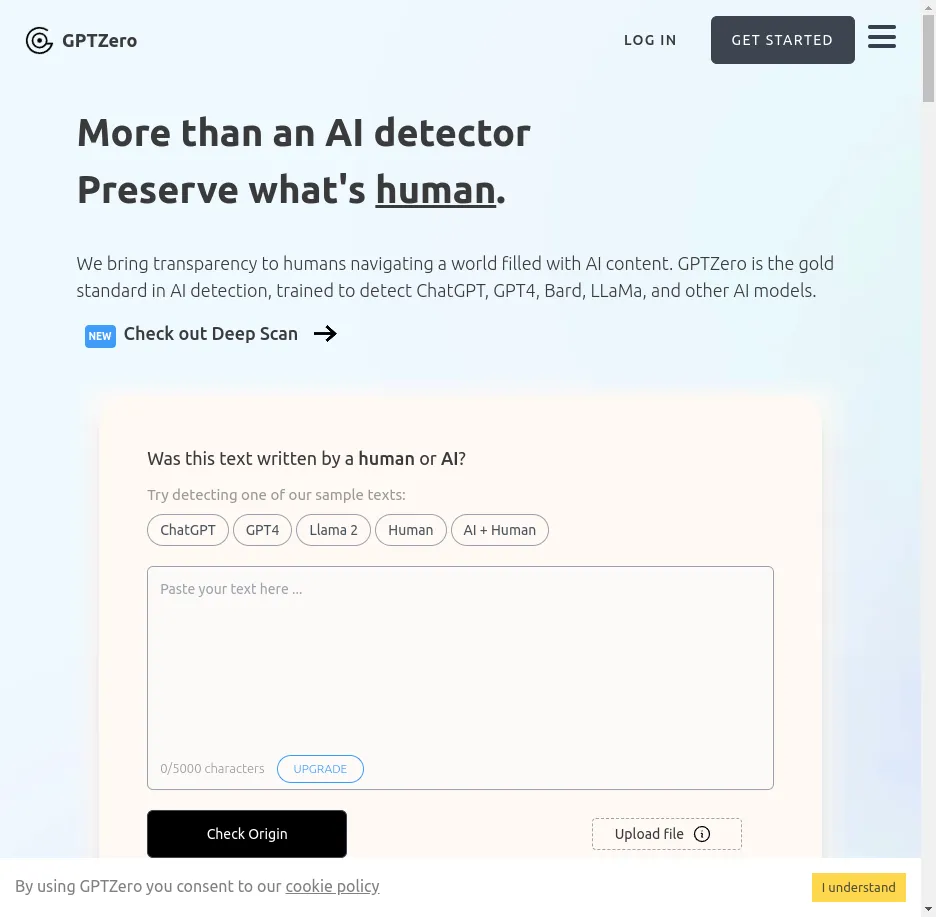 GPTZero
LOG IN
GET STARTED
More than an AI detector
Preserve what's human.
We bring transparency to humans navigating a world filled with AI content. GPTZero is the gold
standard in AI detection, trained to detect ChatGPT, GPT4, Bard, LLaMa, and other AI models.
NEW Check out Deep Scan
Was this text written by a human or AI?
Try detecting one of our sample texts:
ChatGPT GPT4 Llama 2 Human AI + Human
Paste your text here ...
0/5000 characters UPGRADE
Check Origin Upload file
By using GPTZero you consent to our cookie policy I understand